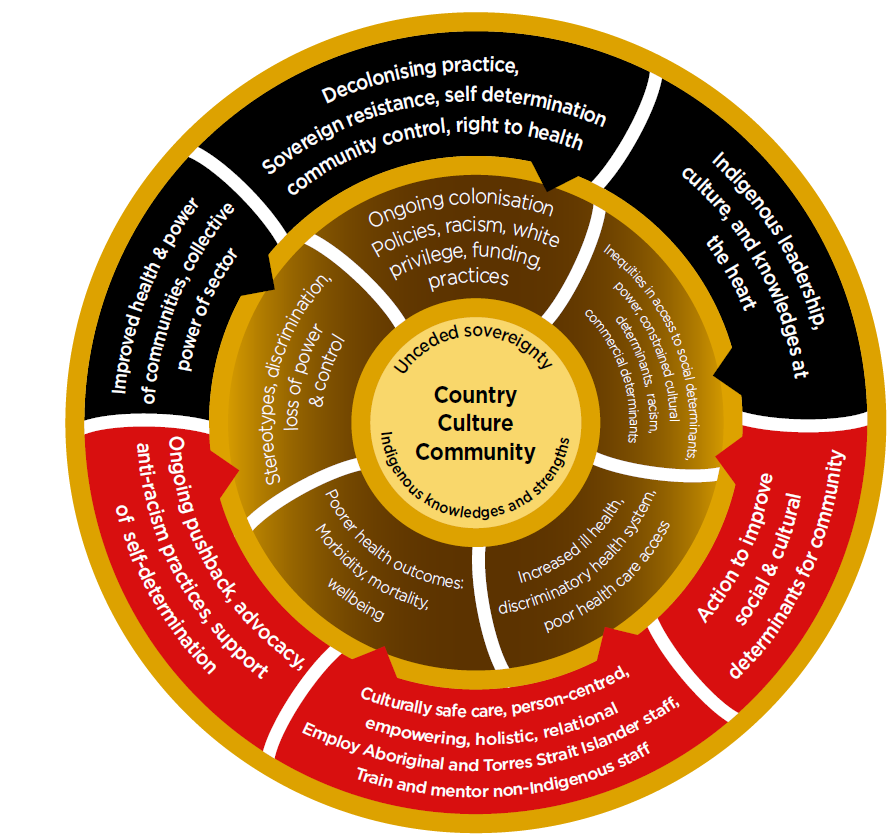 Decolonising practice,
Sovereign resistance, self determination
community control, right to health
Indigenous leadership,
culture, and knowledges at
the heart
Action to improve
social & cultural
determinants for community
Culturally safe care, person-centred,
empowering, holistic, relational
Employ Aboriginal and Torres Strait Islander staff,
Train and mentor non-Indigenous staff
Ongoing pushback, advocacy,
anti-racism practices, support
of self-determination
Improved health & power
of communities, collective
power of sector
Ongoing colonisation
Policies, racism, white
privilege, funding,
practices
Inequities in access to social determinants,
power, constrained cultural
determinants, racism,
commercial determinants
Increased ill health,
discriminatory health system,
poor health care access
Poorer health outcomes:
Morbidity, mortality,
wellbeing
Stereotypes, discrimination,
loss of power
& control
Unceded sovereignty
Country
Culture
Community
Indigenous knowledges and strengths